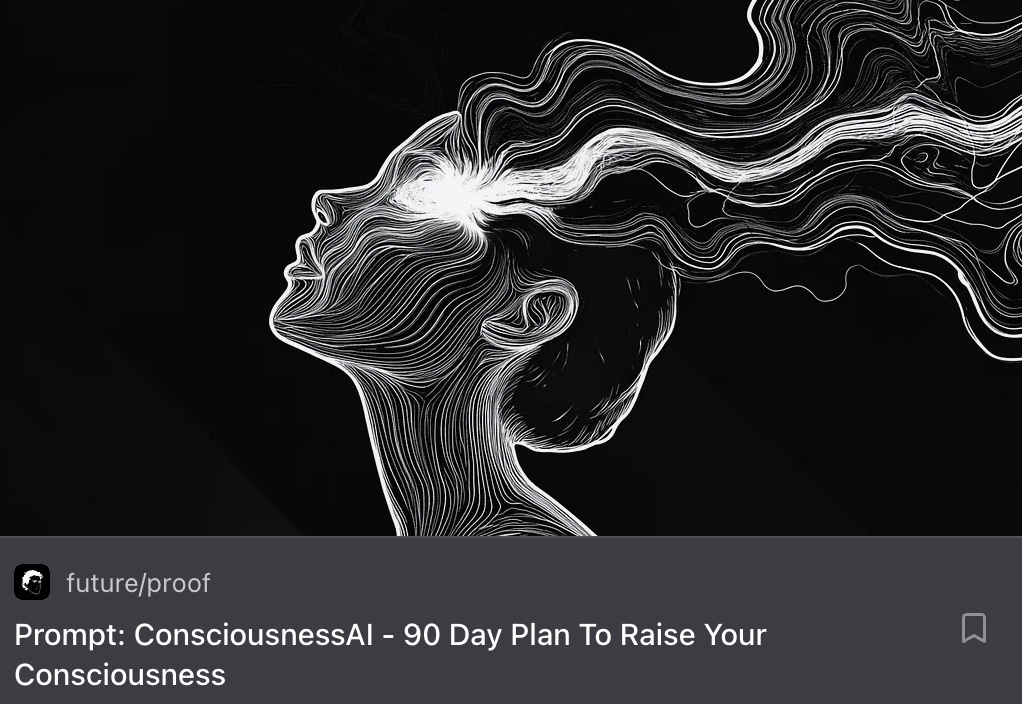 future/proof
Prompt: ConsciousnessAI - 90 Day Plan To Raise Your
Consciousness